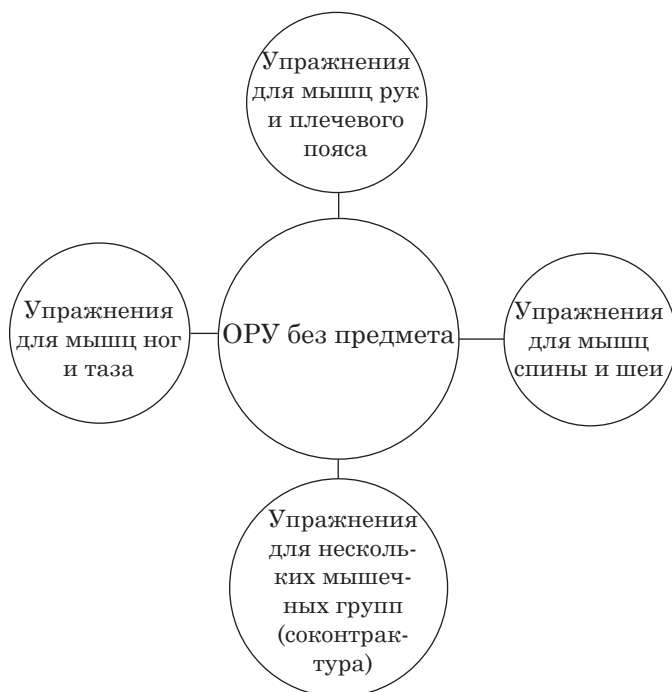 Упражнения
для мышц рук
и плечевого
пояса
Упражнения
для мышц ног
и таза
ОРУ без предмета
Упражнения
для мышц
спины и шеи
Упражнения
для несколь-
ких мышеч-
ных групп
(соконтрак-
тура)